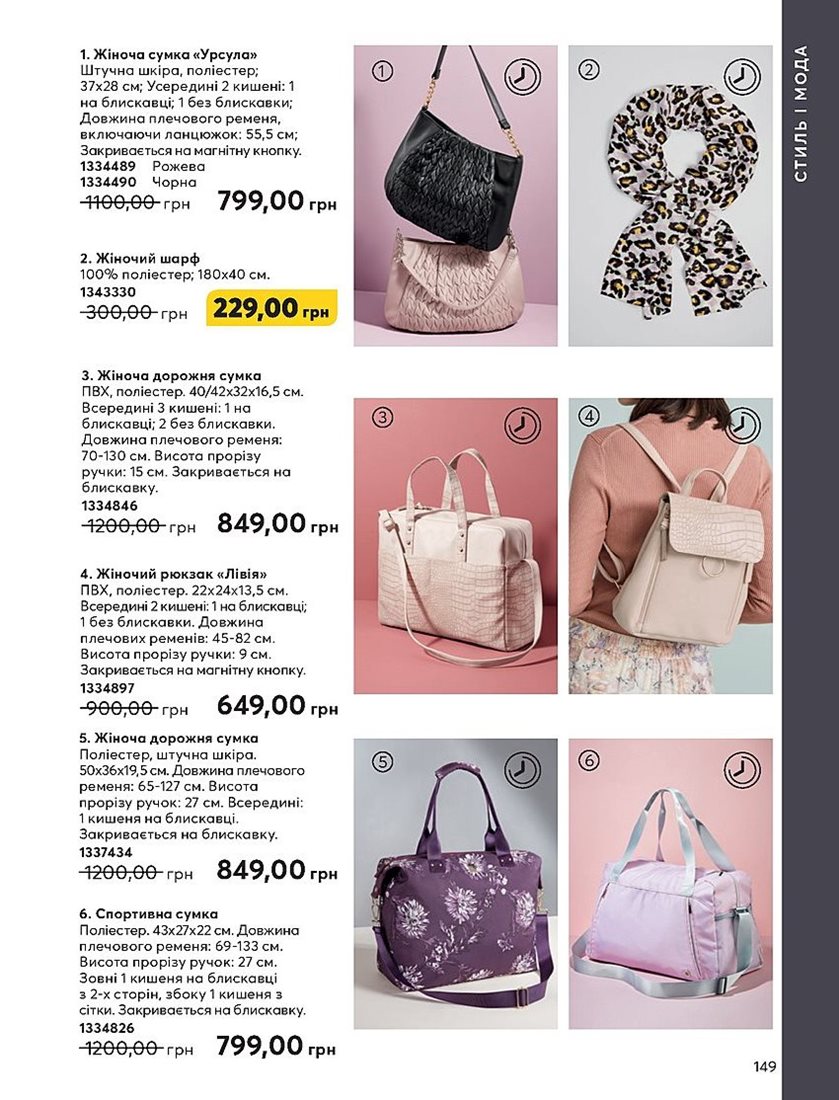 СТИЛЬ І МОДА
1. Жіноча сумка «Урсула»
Штучна шкіра, поліестер;
37х28 см; Усередині 2 кишені: 1
на блискавці; 1 без блискавки;
Довжина плечового ременя,
включаючи ланцюжок: 55,5 см;
Закривається на магнітну кнопку.
1334489 Рожева
1334490 Чорна
1100,00 грн 799,00 грн
2. Жіночий шарф
100% поліестер; 180х40 см.
1343330
300,00 грн 229,00 грн
3. Жіноча дорожня сумка
ПВХ, поліестер. 40/42х32х16,5 см.
Всередині 3 кишені: 1 на
блискавці; 2 без блискавки.
Довжина плечового ременя:
70-130 см. Висота прорізу
ручки: 15 см. Закривається на
блискавку.
1334846
1200,00 грн 849,00 грн
4. Жіночий рюкзак «Лівія»
ПВХ, поліестер. 22х24х13,5 см.
Всередині 2 кишені: 1 на блискавці;
1 без блискавки. Довжина
плечових ременів: 45-82 см.
Висота прорізу ручки: 9 см.
Закривається на магнітну кнопку.
1334897
900,00 грн 649,00 грн
5. Жіноча дорожня сумка
Поліестер, штучна шкіра.
50х36х19,5 см. Довжина плечового
ременя: 65-127 см. Висота
прорізу ручок: 27 см. Всередині:
1 кишеня на блискавці.
Закривається на блискавку.
1337434
1200,00 грн 849,00 грн
6. Спортивна сумка
Поліестер. 43х27х22 см. Довжина
плечового ременя: 69-133 см.
Висота прорізу ручок: 27 см.
Зовні 1 кишеня на блискавці
з 2-х сторін, збоку 1 кишеня з
сітки. Закривається на блискавку.
1334826
1200,00 грн 799,00 грн
1
2
3
4
5
6
149